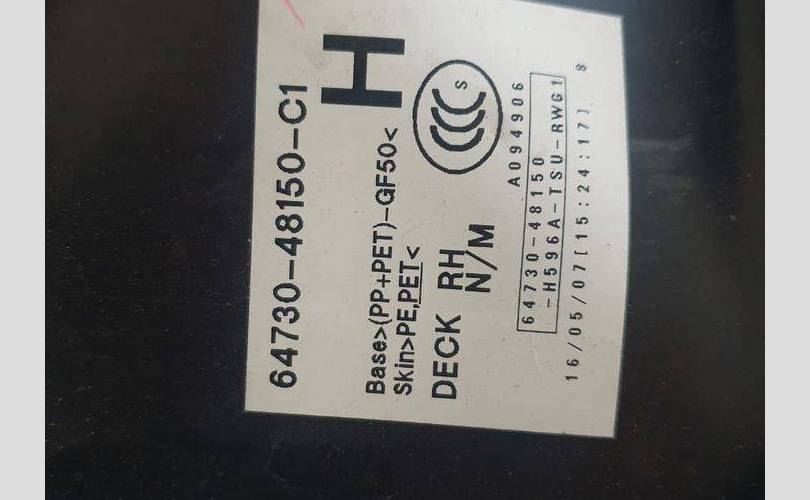 64730-48150-C1
H
Base>(PP+PET)-GF50<
Skin>PE,PET<
DECK RH
N/M
CCC S
A094906
64730-48150
-H596A-TSU-RWG1
16/05/07[15:24:17] 8